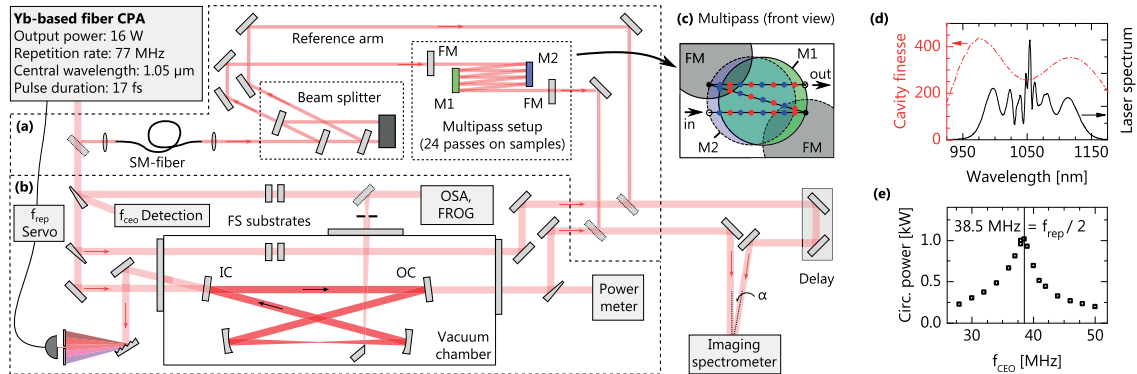 Yb-based fiber CPA
Output power: 16 W
Repetition rate: 77 MHz
Central wavelength: 1.05 µm
Pulse duration: 17 fs
(a)
SM-fiber
Reference arm
Beam splitter
FM
M2
M1
FM
Multipass setup
(24 passes on samples)
(b)
f_rep
Servo
f_ceo Detection
FS substrates
OSA,
FROG
IC
OC
Vacuum
chamber
Power
meter
Delay
α
Imaging
spectrometer
(c) Multipass (front view)
FM
M1
out
in
M2
FM
(d)
Cavity finesse
400
200
0
950
1050
1150
Wavelength [nm]
Laser spectrum
(e)
38.5 MHz = f_rep / 2
Circ. power [kW]
1.0
0.5
0.0
30
40
50
f_CEO [MHz]